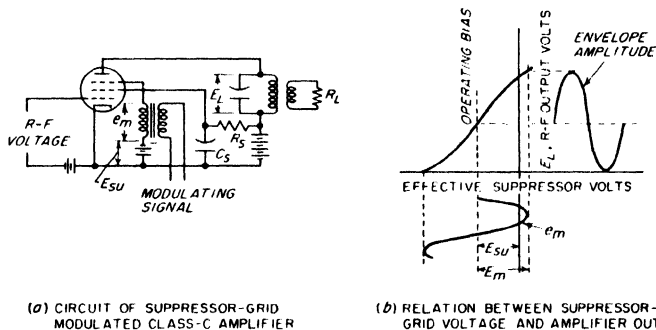 R-F
VOLTAGE
e_m
E_su
MODULATING
SIGNAL
C_s
R_s
E_L
R_L
(a) CIRCUIT OF SUPPRESSOR-GRID
MODULATED CLASS-C AMPLIFIER
OPERATING BIAS
E_L, R-F OUTPUT VOLTS
ENVELOPE
AMPLITUDE
EFFECTIVE SUPPRESSOR VOLTS
e_m
E_su
E_m
(b) RELATION BETWEEN SUPPRESSOR-
GRID VOLTAGE AND AMPLIFIER OUT